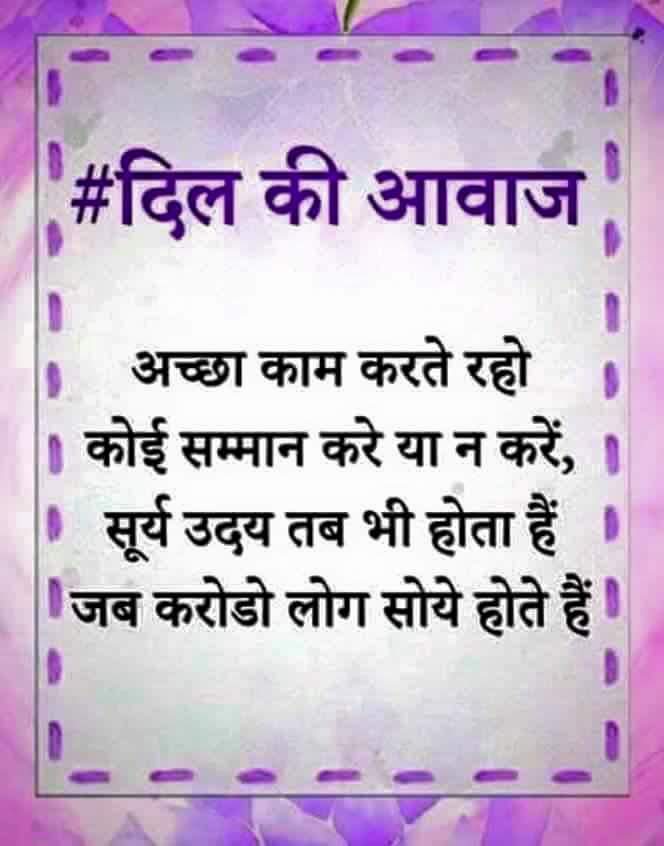 #दिल की आवाज
अच्छा काम करते रहो
कोई सम्मान करे या न करें,
सूर्य उदय तब भी होता हैं
जब करोडो लोग सोये होते हैं